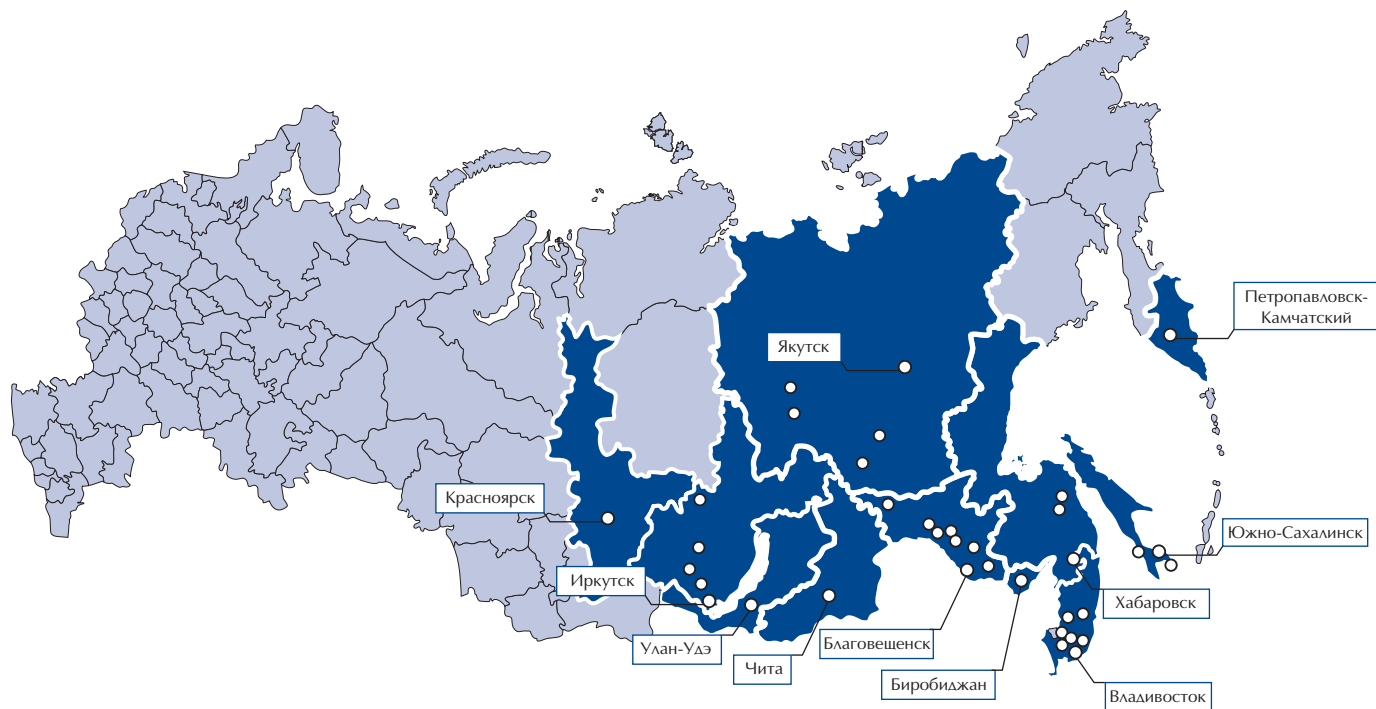 Петропавловск-
Камчатский
Якутск
Красноярск
Южно-Сахалинск
Иркутск
Хабаровск
Улан-Удэ
Благовещенск
Чита
Биробиджан
Владивосток